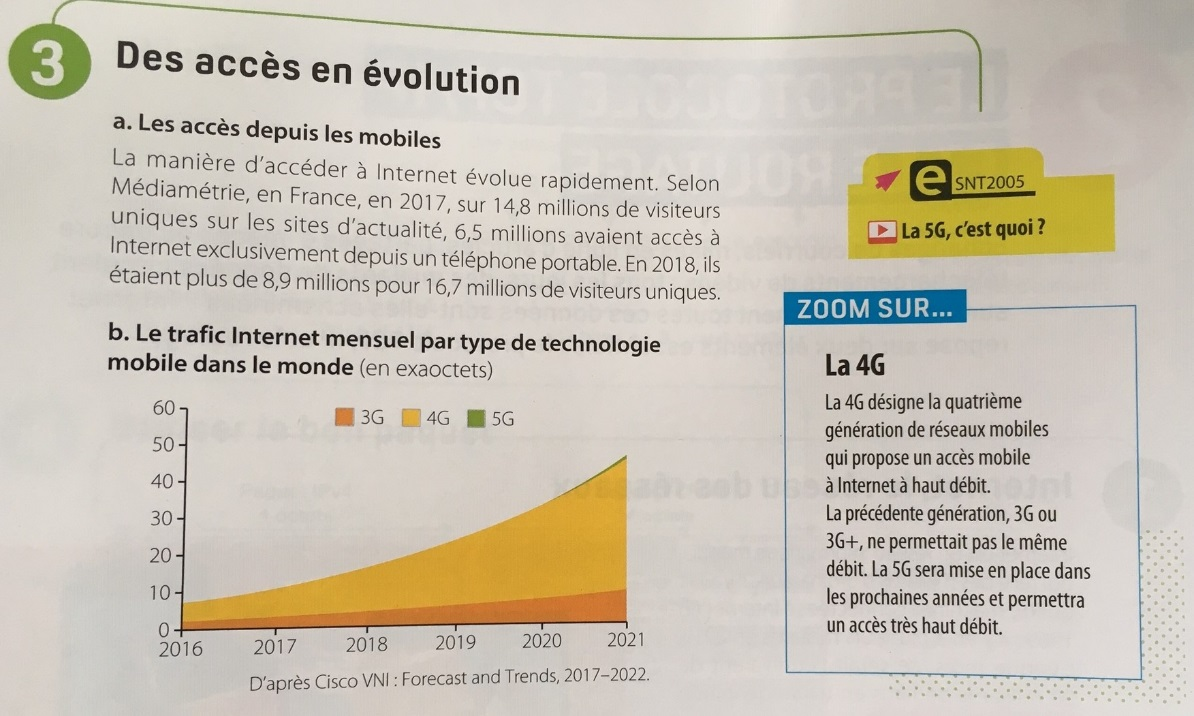 3
Des accès en évolution
a. Les accès depuis les mobiles
La manière d'accéder à Internet évolue rapidement. Selon
Médiamétrie, en France, en 2017, sur 14,8 millions de visiteurs
uniques sur les sites d'actualité, 6,5 millions avaient accès à
Internet exclusivement depuis un téléphone portable. En 2018, ils
étaient plus de 8,9 millions pour 16,7 millions de visiteurs uniques.
b. Le trafic Internet mensuel par type de technologie
mobile dans le monde (en exaoctets)
3G 4G 5G
60
50
40
30
20
10
0
2016 2017 2018 2019 2020 2021
D'après Cisco VNI : Forecast and Trends, 2017–2022.
e SNT2005
La 5G, c'est quoi ?
ZOOM SUR...
La 4G
La 4G désigne la quatrième
génération de réseaux mobiles
qui propose un accès mobile
à Internet à haut débit.
La précédente génération, 3G ou
3G+, ne permettait pas le même
débit. La 5G sera mise en place dans
les prochaines années et permettra
un accès très haut débit.